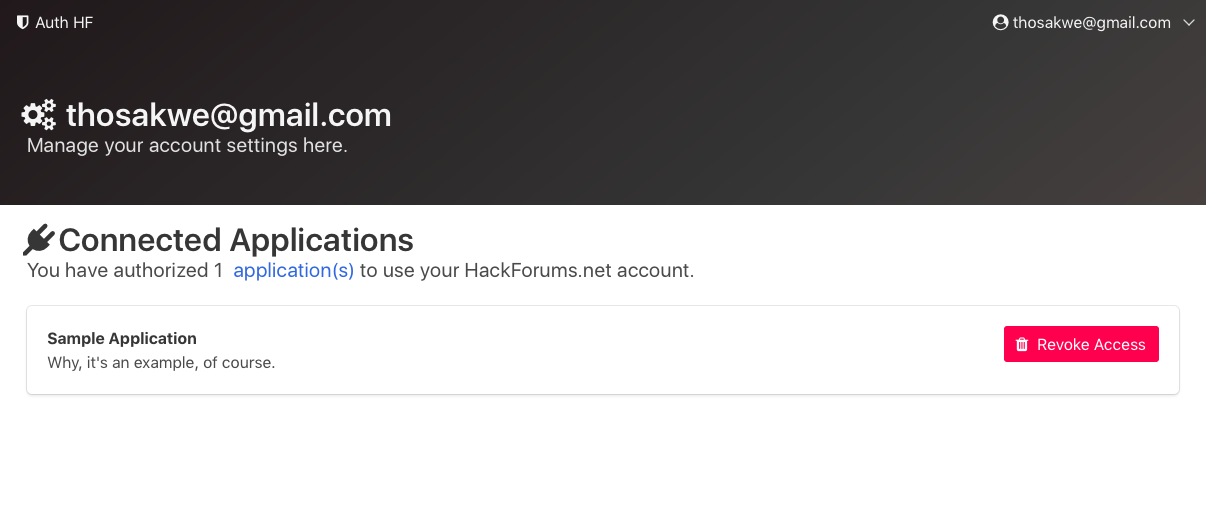 Auth HF
thosakwe@gmail.com
thosakwe@gmail.com
Manage your account settings here.
Connected Applications
You have authorized 1 application(s) to use your HackForums.net account.
Sample Application
Why, it's an example, of course.
Revoke Access